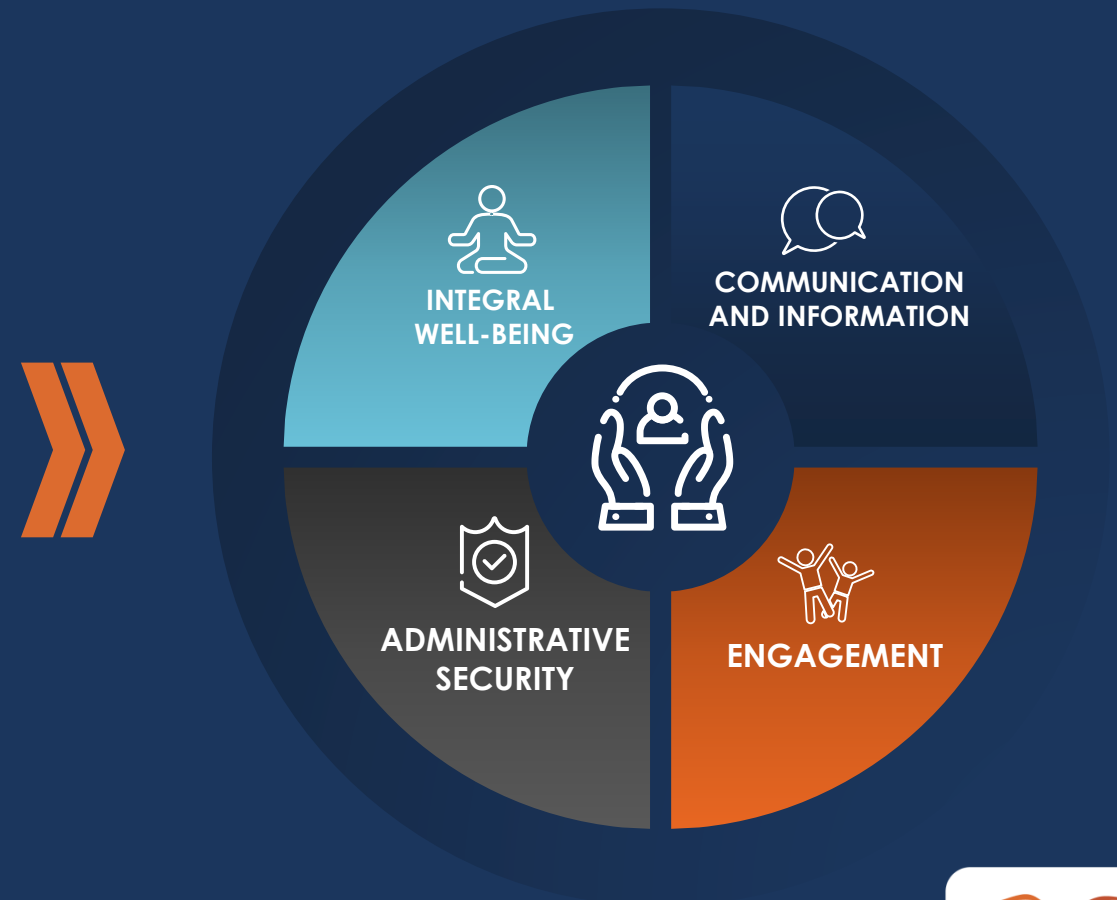 INTEGRAL
WELL-BEING
COMMUNICATION
AND INFORMATION
ADMINISTRATIVE
SECURITY
ENGAGEMENT